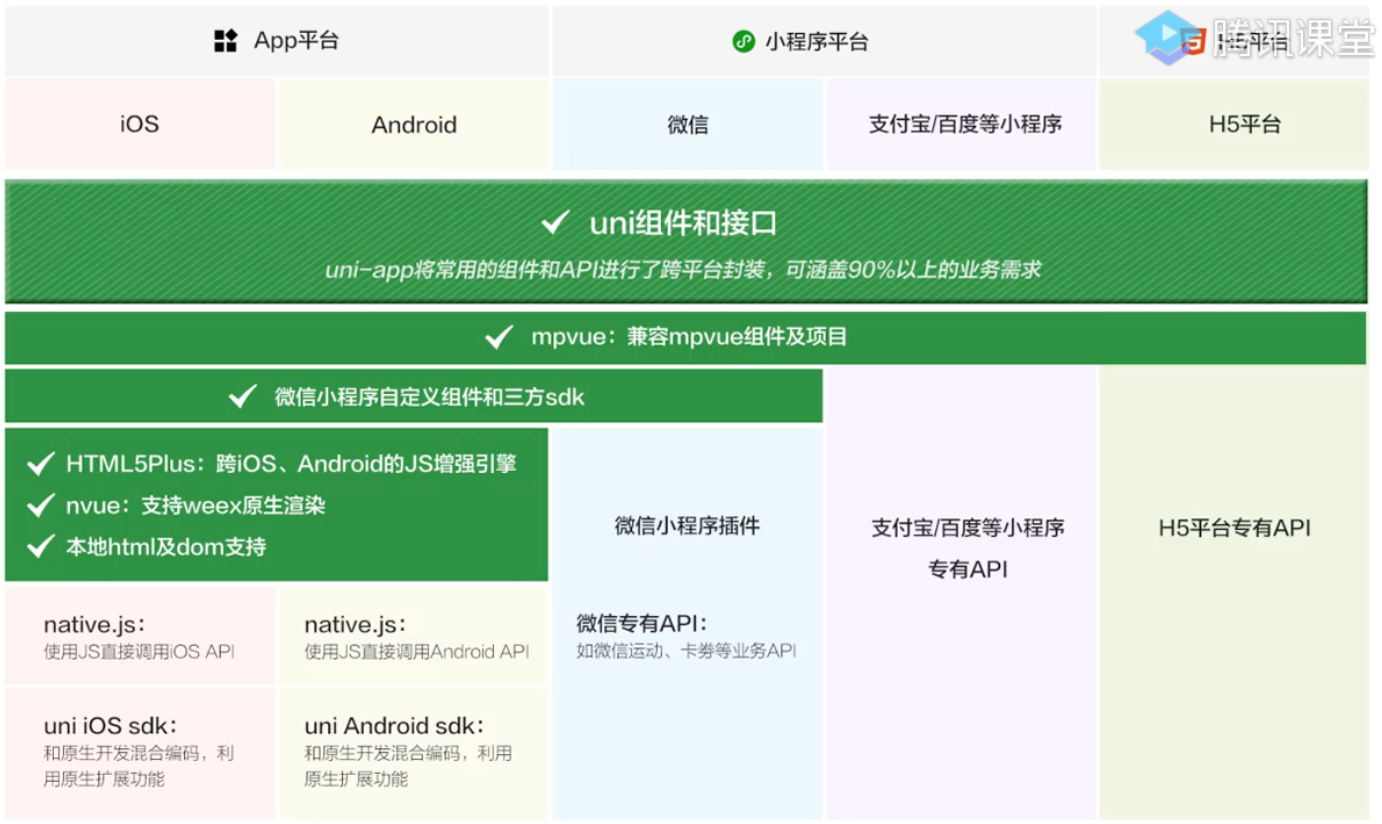 App平台
小程序平台
H5平台
腾讯课堂
iOS
Android
微信
支付宝/百度等小程序
H5平台
uni组件和接口
uni-app将常用的组件和API进行了跨平台封装，可涵盖90%以上的业务需求
mpvue：兼容mpvue组件及项目
微信小程序自定义组件和三方sdk
HTML5Plus：跨iOS、Android的JS增强引擎
nvue：支持weex原生渲染
本地html及dom支持
微信小程序插件
支付宝/百度等小程序
专有API
H5平台专有API
native.js：
使用JS直接调用iOS API
native.js：
使用JS直接调用Android API
微信专有API：
如微信运动、卡券等业务API
uni iOS sdk：
和原生开发混合编码，利
用原生扩展功能
uni Android sdk：
和原生开发混合编码，利用
原生扩展功能